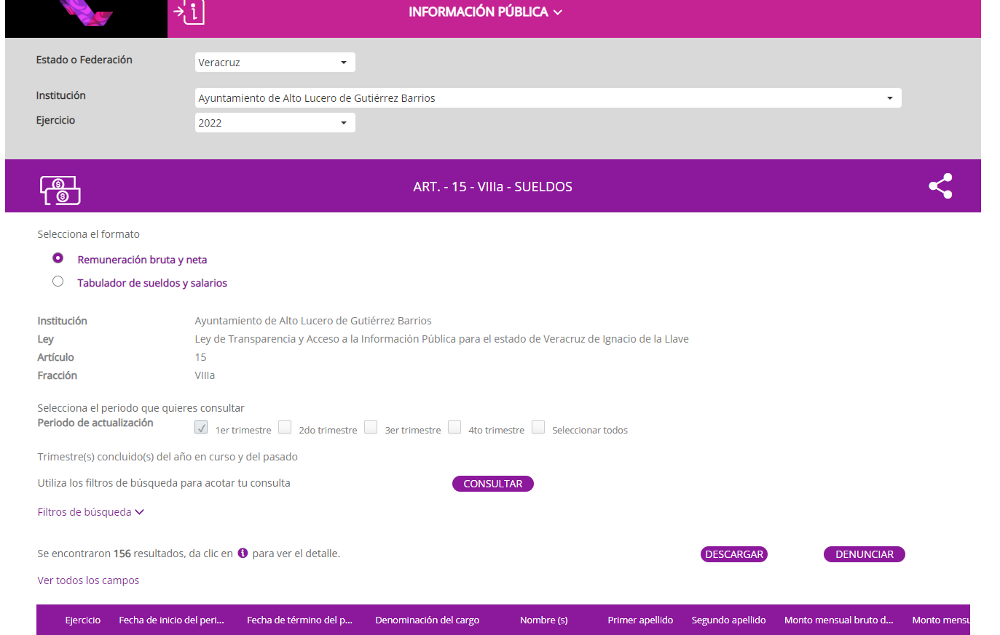 INFORMACIÓN PÚBLICA
Estado o Federación
Veracruz
Institución
Ayuntamiento de Alto Lucero de Gutiérrez Barrios
Ejercicio
2022
ART. - 15 - VIIIa - SUELDOS
Selecciona el formato
Remuneración bruta y neta
Tabulador de sueldos y salarios
Institución Ayuntamiento de Alto Lucero de Gutiérrez Barrios
Ley Ley de Transparencia y Acceso a la Información Pública para el estado de Veracruz de Ignacio de la Llave
Artículo 15
Fracción VIIIa
Selecciona el periodo que quieres consultar
Periodo de actualización 1er trimestre 2do trimestre 3er trimestre 4to trimestre Seleccionar todos
Trimestre(s) concluido(s) del año en curso y del pasado
Utiliza los filtros de búsqueda para acotar tu consulta CONSULTAR
Filtros de búsqueda
Se encontraron 156 resultados, da clic en i para ver el detalle. DESCARGAR DENUNCIAR
Ver todos los campos
Ejercicio Fecha de inicio del peri... Fecha de término del p... Denominación del cargo Nombre (s) Primer apellido Segundo apellido Monto mensual bruto d... Monto mensu